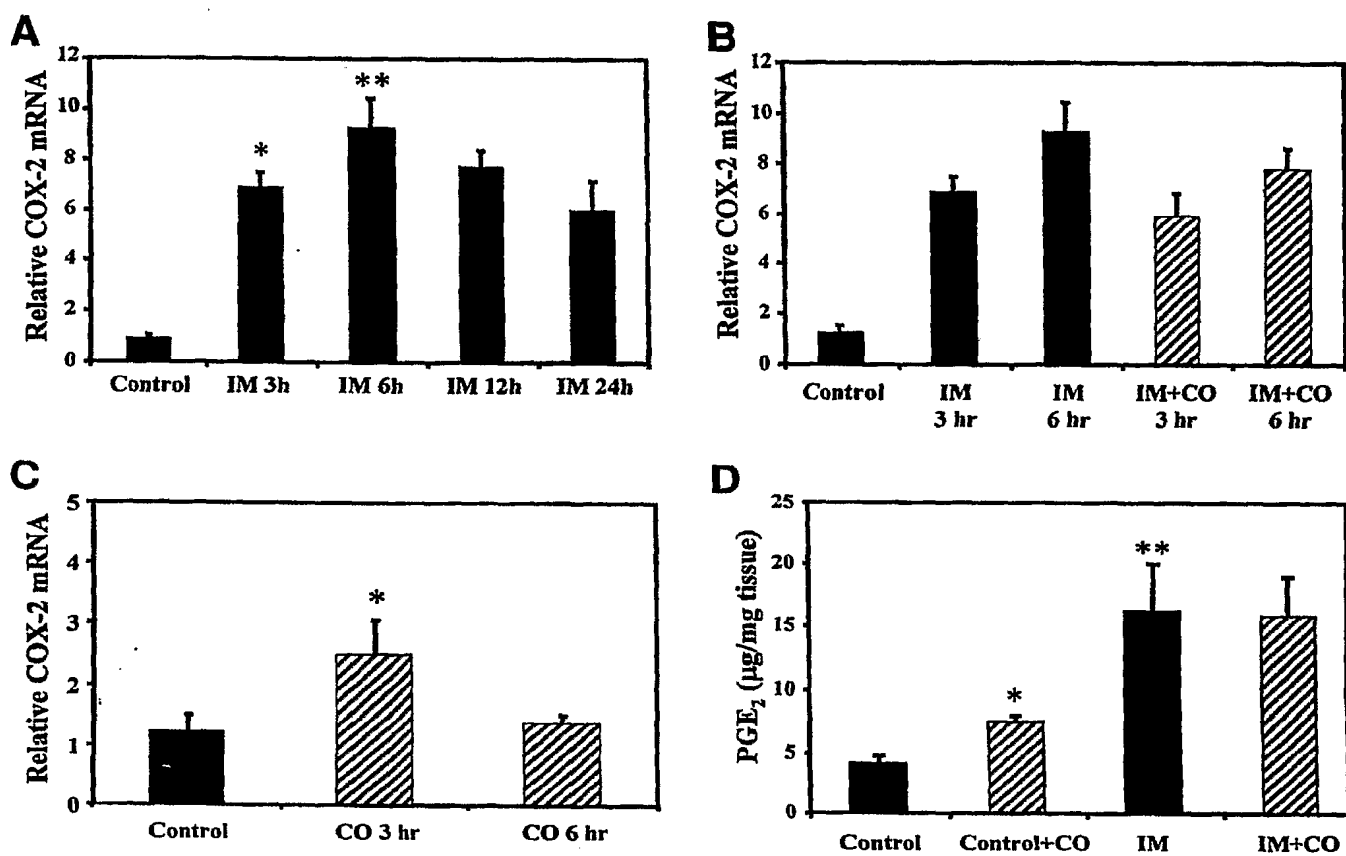 A
Relative COX-2 mRNA
12
10
8
6
4
2
0
*
**
Control IM 3h IM 6h IM 12h IM 24h
B
Relative COX-2 mRNA
12
10
8
6
4
2
0
Control IM IM IM+CO IM+CO
3 hr 6 hr 3 hr 6 hr
C
Relative COX-2 mRNA
5
4
3
2
1
0
*
Control CO 3 hr CO 6 hr
D
PGE₂ (µg/mg tissue)
25
20
15
10
5
0
*
**
Control Control+CO IM IM+CO